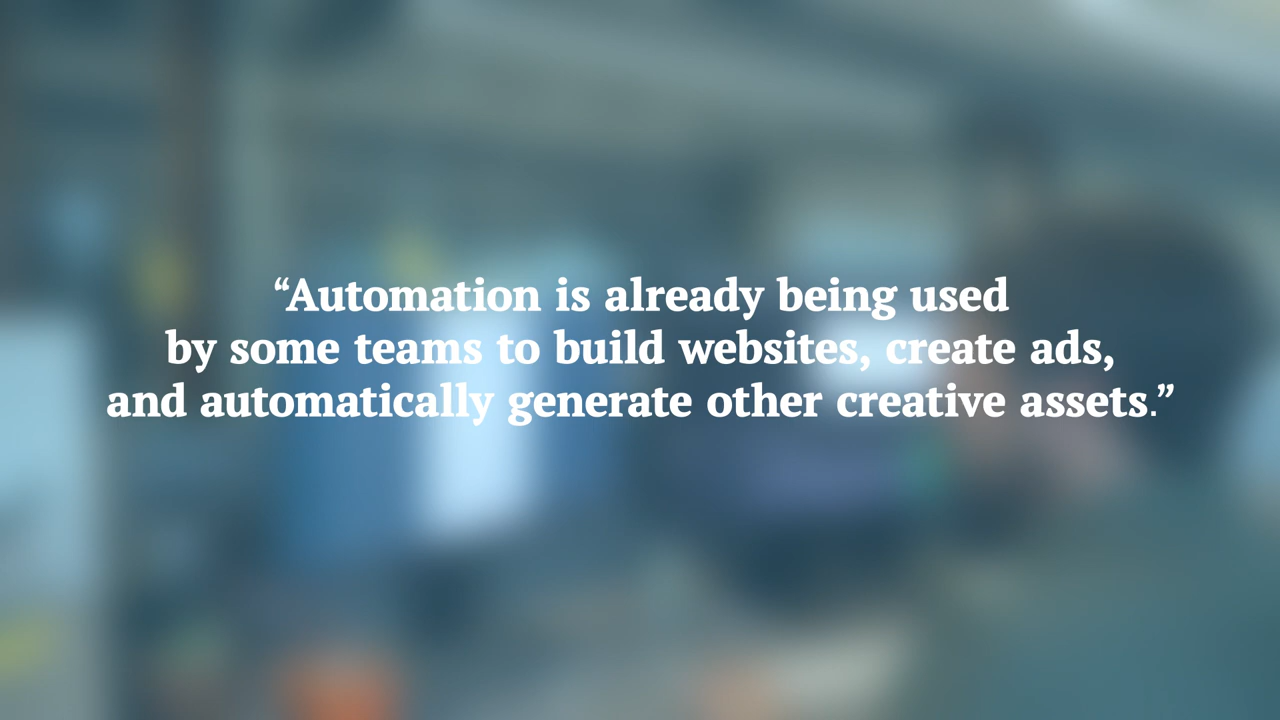 “Automation is already being used
by some teams to build websites, create ads,
and automatically generate other creative assets.”